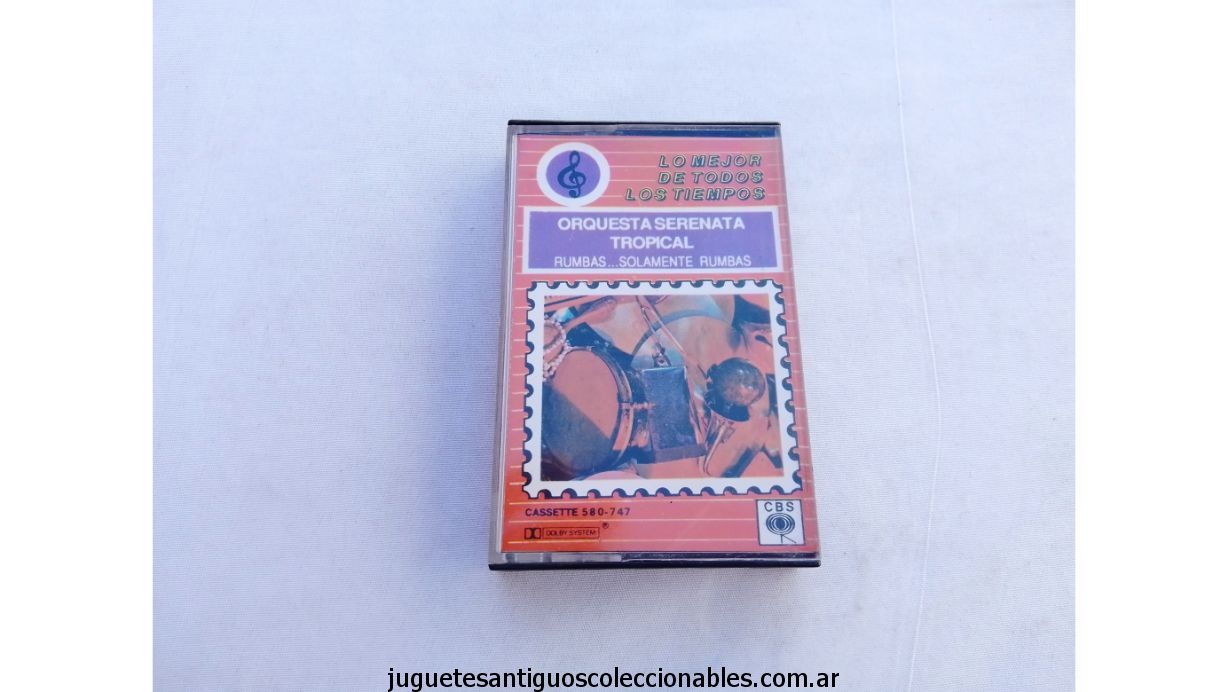 LO MEJOR
DE TODOS
LOS TIEMPOS
ORQUESTA SERENATA
TROPICAL
RUMBAS...SOLAMENTE RUMBAS
CASSETTE 580-747
DOLBY SYSTEM ®
CBS
juguetesantiguoscoleccionables.com.ar